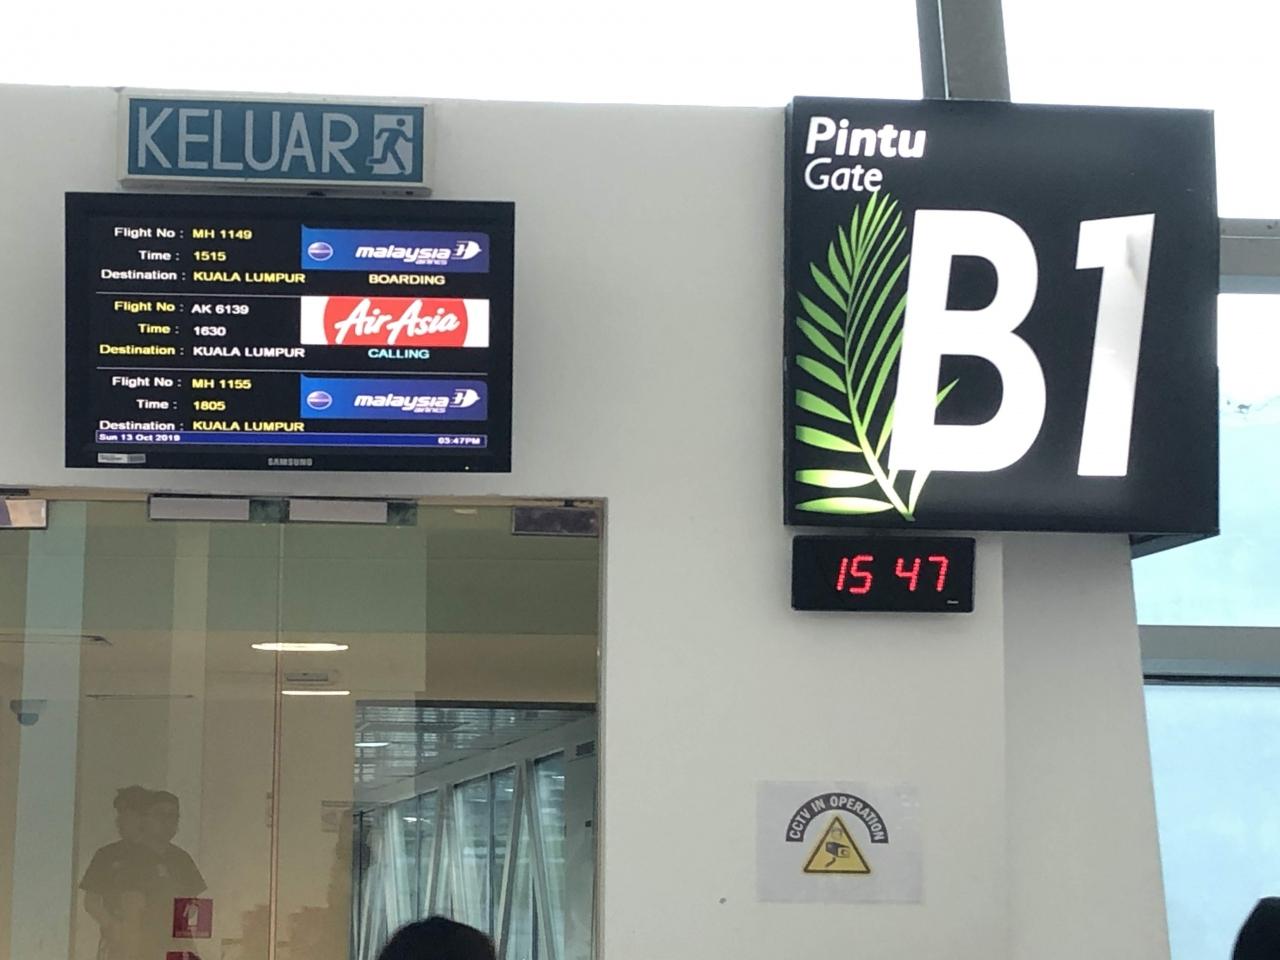 KELUAR
Flight No : MH 1149
malaysia airlines
Time : 1515
Destination : KUALA LUMPUR BOARDING
Flight No : AK 6139
AirAsia
Time : 1630
Destination : KUALA LUMPUR CALLING
Flight No : MH 1155
malaysia airlines
Time : 1805
Destination : KUALA LUMPUR
Sun 13 Oct 2019 03:47PM
SAMSUNG
Pintu
Gate
B1
15 47
CCTV IN OPERATION